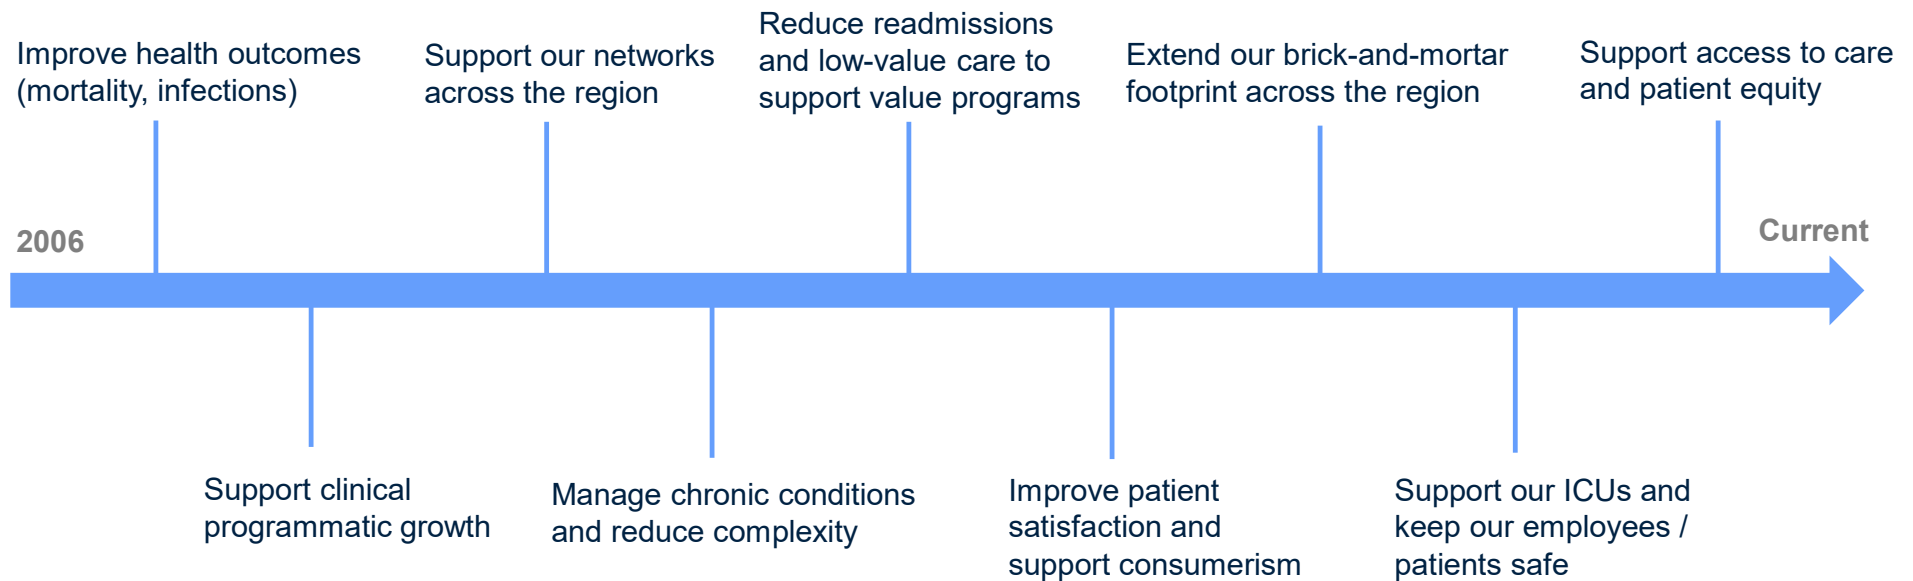 Improve health outcomes
(mortality, infections)
Support our networks
across the region
Reduce readmissions
and low-value care to
support value programs
Extend our brick-and-mortar
footprint across the region
Support access to care
and patient equity
2006
Current
Support clinical
programmatic growth
Manage chronic conditions
and reduce complexity
Improve patient
satisfaction and
support consumerism
Support our ICUs and
keep our employees /
patients safe